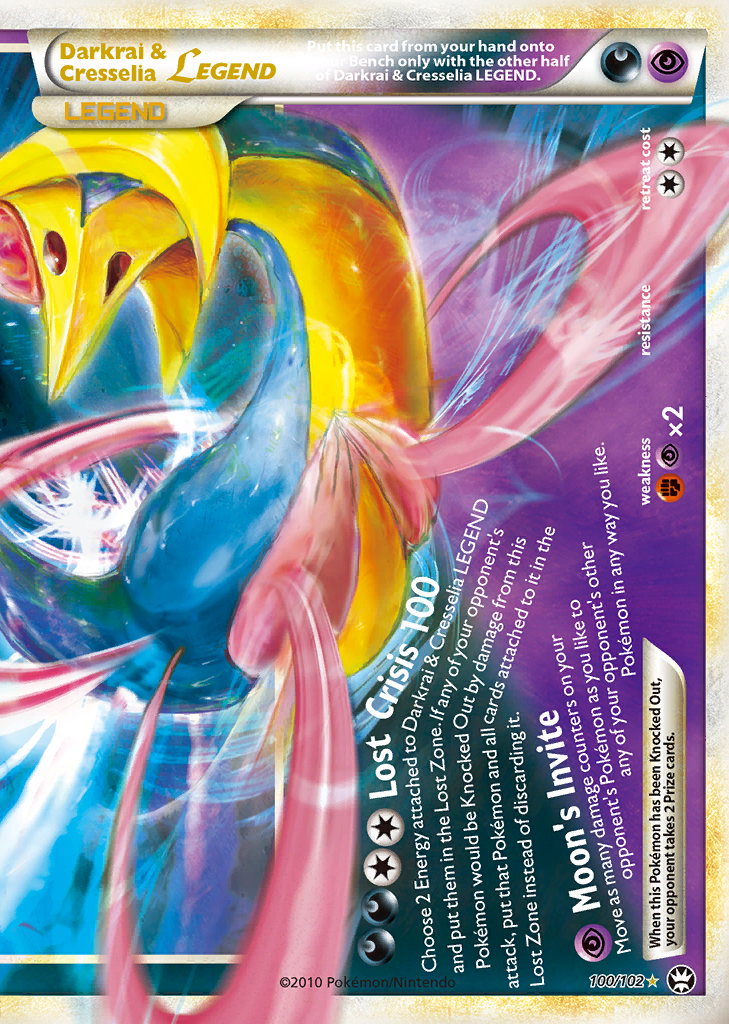 Darkrai &
Cresselia LEGEND
Put this card from your hand onto
your Bench only with the other half
of Darkrai & Cresselia LEGEND.
LEGEND
retreat cost
resistance
weakness
×2
Lost Crisis 100
Choose 2 Energy attached to Darkrai & Cresselia LEGEND
and put them in the Lost Zone. If any of your opponent's
Pokémon would be Knocked Out by damage from this
attack, put that Pokémon and all cards attached to it in the
Lost Zone instead of discarding it.
Moon's Invite
Move as many damage counters on your
opponent's Pokémon as you like to
any of your opponent's other
Pokémon in any way you like.
When this Pokémon has been Knocked Out,
your opponent takes 2 Prize cards.
©2010 Pokémon/Nintendo
100/102